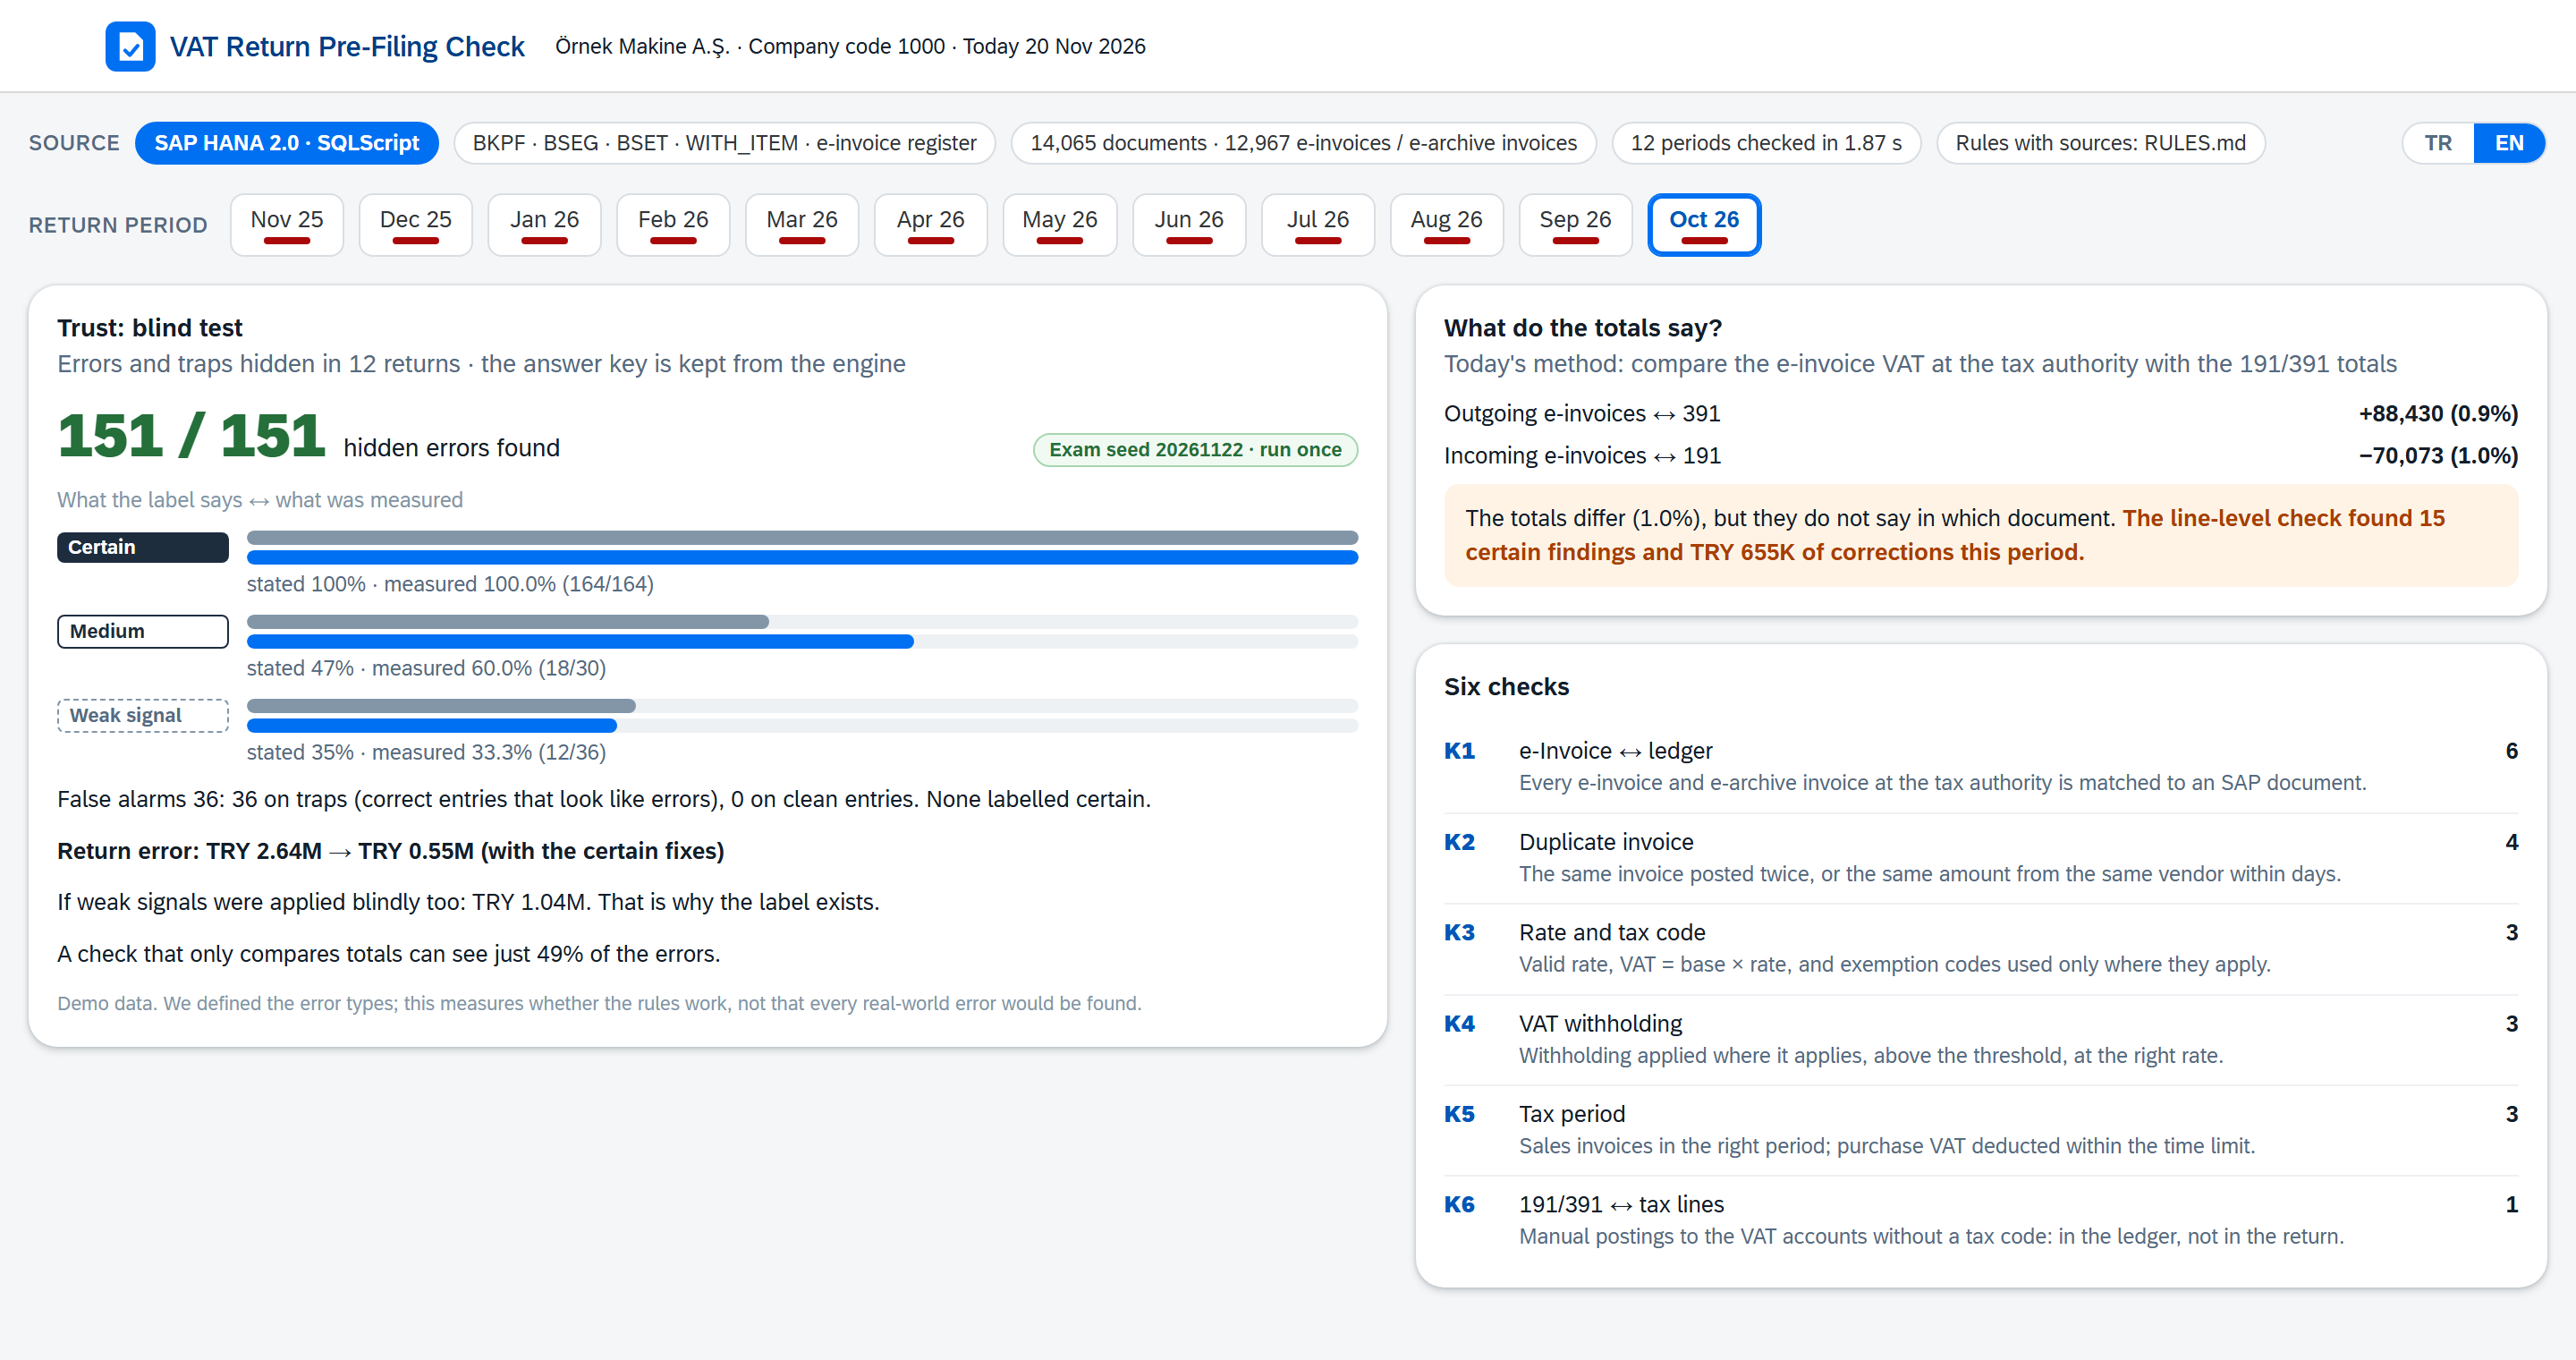 VAT Return Pre-Filing Check
Örnek Makine A.Ş. · Company code 1000 · Today 20 Nov 2026
SOURCE
SAP HANA 2.0 · SQLScript
BKPF · BSEG · BSET · WITH_ITEM · e-invoice register
14,065 documents · 12,967 e-invoices / e-archive invoices
12 periods checked in 1.87 s
Rules with sources: RULES.md
TR
EN
RETURN PERIOD
Nov 25
Dec 25
Jan 26
Feb 26
Mar 26
Apr 26
May 26
Jun 26
Jul 26
Aug 26
Sep 26
Oct 26
Trust: blind test
Errors and traps hidden in 12 returns · the answer key is kept from the engine
151 / 151 hidden errors found
Exam seed 20261122 · run once
What the label says ↔ what was measured
Certain
stated 100% · measured 100.0% (164/164)
Medium
stated 47% · measured 60.0% (18/30)
Weak signal
stated 35% · measured 33.3% (12/36)
False alarms 36: 36 on traps (correct entries that look like errors), 0 on clean entries. None labelled certain.
Return error: TRY 2.64M → TRY 0.55M (with the certain fixes)
If weak signals were applied blindly too: TRY 1.04M. That is why the label exists.
A check that only compares totals can see just 49% of the errors.
Demo data. We defined the error types; this measures whether the rules work, not that every real-world error would be found.
What do the totals say?
Today's method: compare the e-invoice VAT at the tax authority with the 191/391 totals
Outgoing e-invoices ↔ 391
+88,430 (0.9%)
Incoming e-invoices ↔ 191
−70,073 (1.0%)
The totals differ (1.0%), but they do not say in which document. The line-level check found 15
certain findings and TRY 655K of corrections this period.
Six checks
K1
e-Invoice ↔ ledger
6
Every e-invoice and e-archive invoice at the tax authority is matched to an SAP document.
K2
Duplicate invoice
4
The same invoice posted twice, or the same amount from the same vendor within days.
K3
Rate and tax code
3
Valid rate, VAT = base × rate, and exemption codes used only where they apply.
K4
VAT withholding
3
Withholding applied where it applies, above the threshold, at the right rate.
K5
Tax period
3
Sales invoices in the right period; purchase VAT deducted within the time limit.
K6
191/391 ↔ tax lines
1
Manual postings to the VAT accounts without a tax code: in the ledger, not in the return.